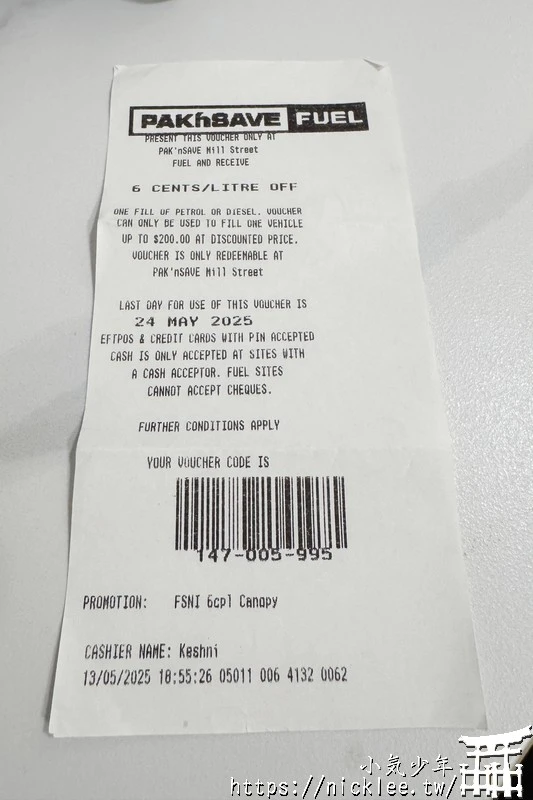 PAKnSAVE FUEL
PRESENT THIS VOUCHER ONLY AT
PAK'nSAVE Mill Street
FUEL AND RECEIVE
6 CENTS/LITRE OFF
ONE FILL OF PETROL OR DIESEL. VOUCHER
CAN ONLY BE USED TO FILL ONE VEHICLE
UP TO $200.00 AT DISCOUNTED PRICE.
VOUCHER IS ONLY REDEEMABLE AT
PAK'nSAVE Mill Street
LAST DAY FOR USE OF THIS VOUCHER IS
24 MAY 2025
EFTPOS & CREDIT CARDS WITH PIN ACCEPTED
CASH IS ONLY ACCEPTED AT SITES WITH
A CASH ACCEPTOR. FUEL SITES
CANNOT ACCEPT CHEQUES.
FURTHER CONDITIONS APPLY
YOUR VOUCHER CODE IS
147-005-995
PROMOTION: FSNI 6cpl Canopy
CASHIER NAME: Keshni
13/05/2025 18:55:26 05011 006 4132 0062
小氣少年
https://nicklee.tw/